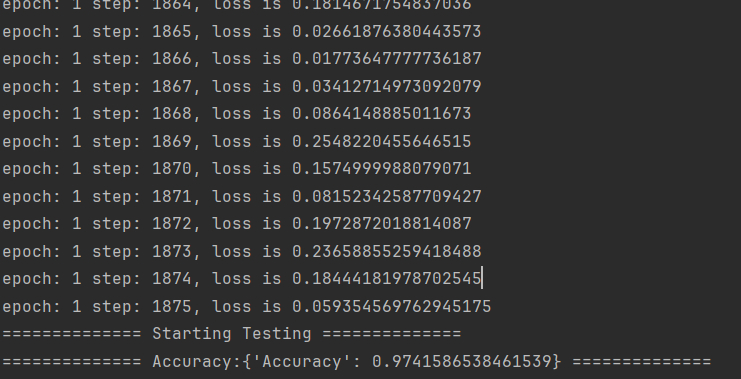 epoch: 1 step: 1864, loss is 0.1814671754837036
epoch: 1 step: 1865, loss is 0.02661876380443573
epoch: 1 step: 1866, loss is 0.01773647777736187
epoch: 1 step: 1867, loss is 0.03412714973092079
epoch: 1 step: 1868, loss is 0.0864148885011673
epoch: 1 step: 1869, loss is 0.2548220455646515
epoch: 1 step: 1870, loss is 0.1574999988079071
epoch: 1 step: 1871, loss is 0.08152342587709427
epoch: 1 step: 1872, loss is 0.1972872018814087
epoch: 1 step: 1873, loss is 0.23658855259418488
epoch: 1 step: 1874, loss is 0.18444181978702545
epoch: 1 step: 1875, loss is 0.059354569762945175
============== Starting Testing ==============
============== Accuracy:{'Accuracy': 0.9741586538461539} ==============